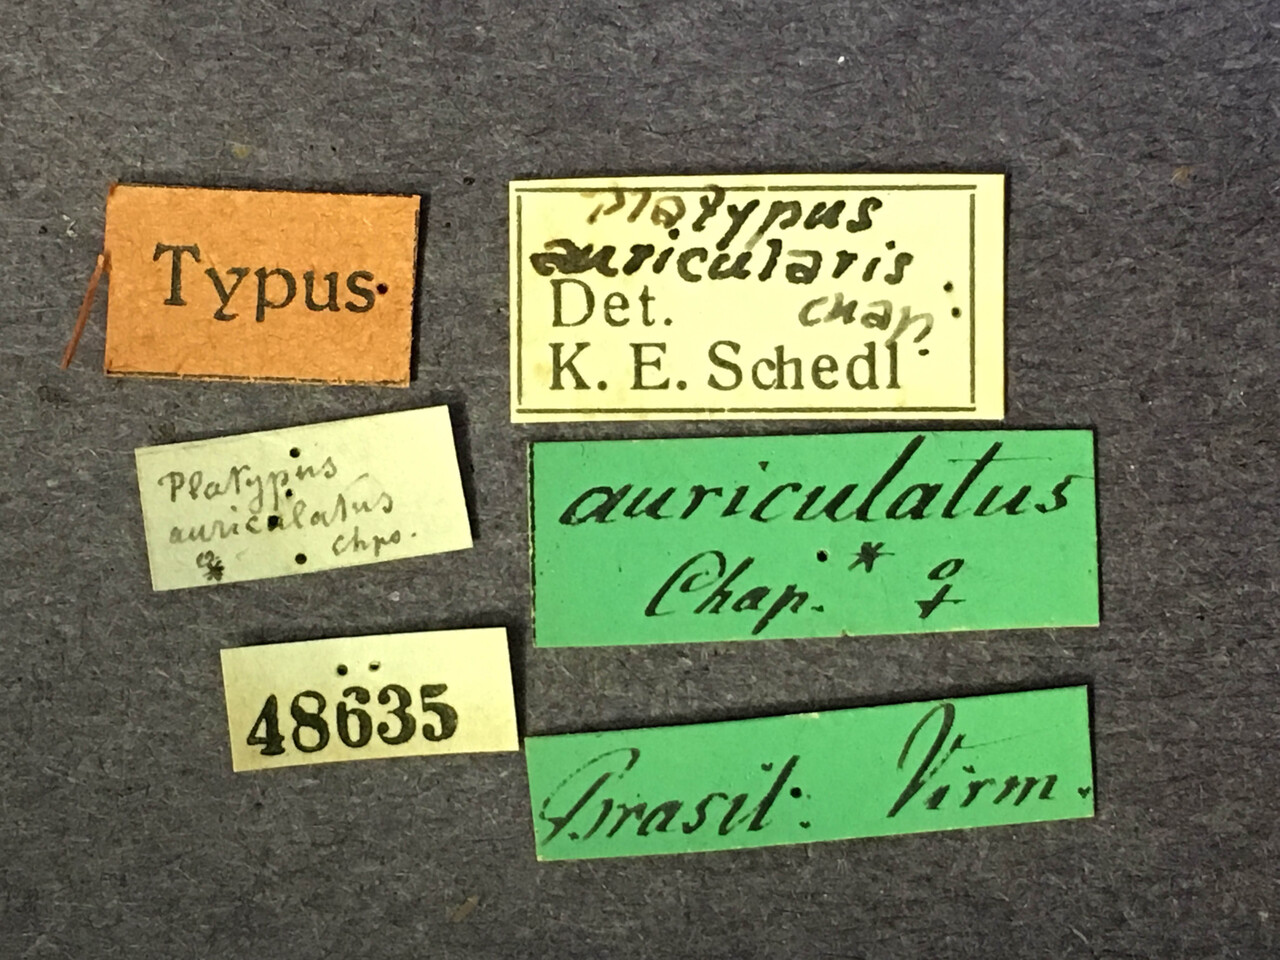 Typus
Platypus
auricularis
Det. Chap.
K. E. Schedl
Platypus
auriculatus
Chps.
♀ *
auriculatus
Chap. * ♀
48635
Brasil: Virm.